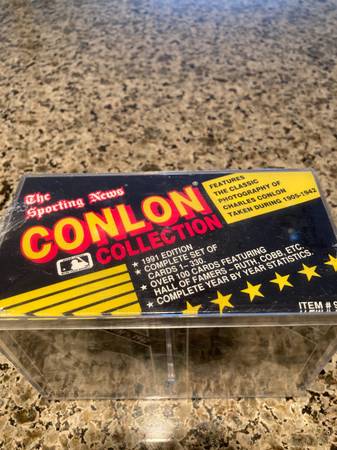 The
Sporting News
CONLON
COLLECTION
FEATURES
THE CLASSIC
PHOTOGRAPHY OF
CHARLES CONLON
TAKEN DURING 1905-1942
★ 1991 EDITION
★ COMPLETE SET OF
CARDS 1-330.
★ OVER 100 CARDS FEATURING
HALL OF FAMERS – RUTH, COBB, ETC.
★ COMPLETE YEAR BY YEAR STATISTICS.
ITEM #